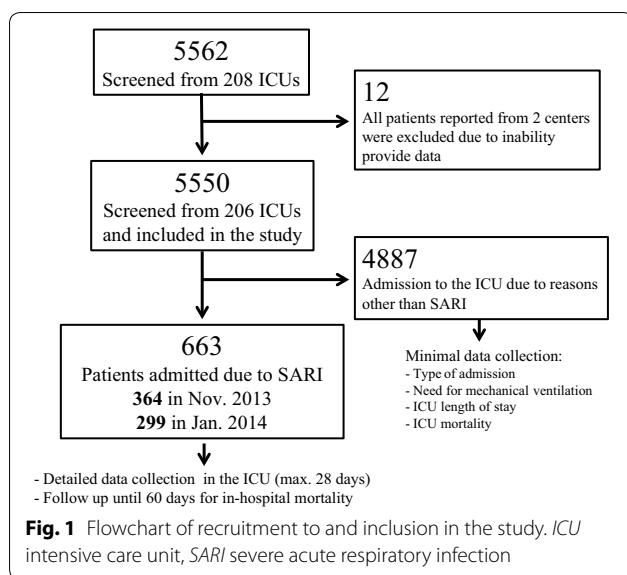 5562
Screened from 208 ICUs
12
All patients reported from 2 centers
were excluded due to inability
provide data
5550
Screened from 206 ICUs
and included in the study
4887
Admission to the ICU due to reasons
other than SARI
663
Patients admitted due to SARI
364 in Nov. 2013
299 in Jan. 2014
Minimal data collection:
- Type of admission
- Need for mechanical ventilation
- ICU length of stay
- ICU mortality
- Detailed data collection in the ICU (max. 28 days)
- Follow up until 60 days for in-hospital mortality
Fig. 1 Flowchart of recruitment to and inclusion in the study. ICU
intensive care unit, SARI severe acute respiratory infection